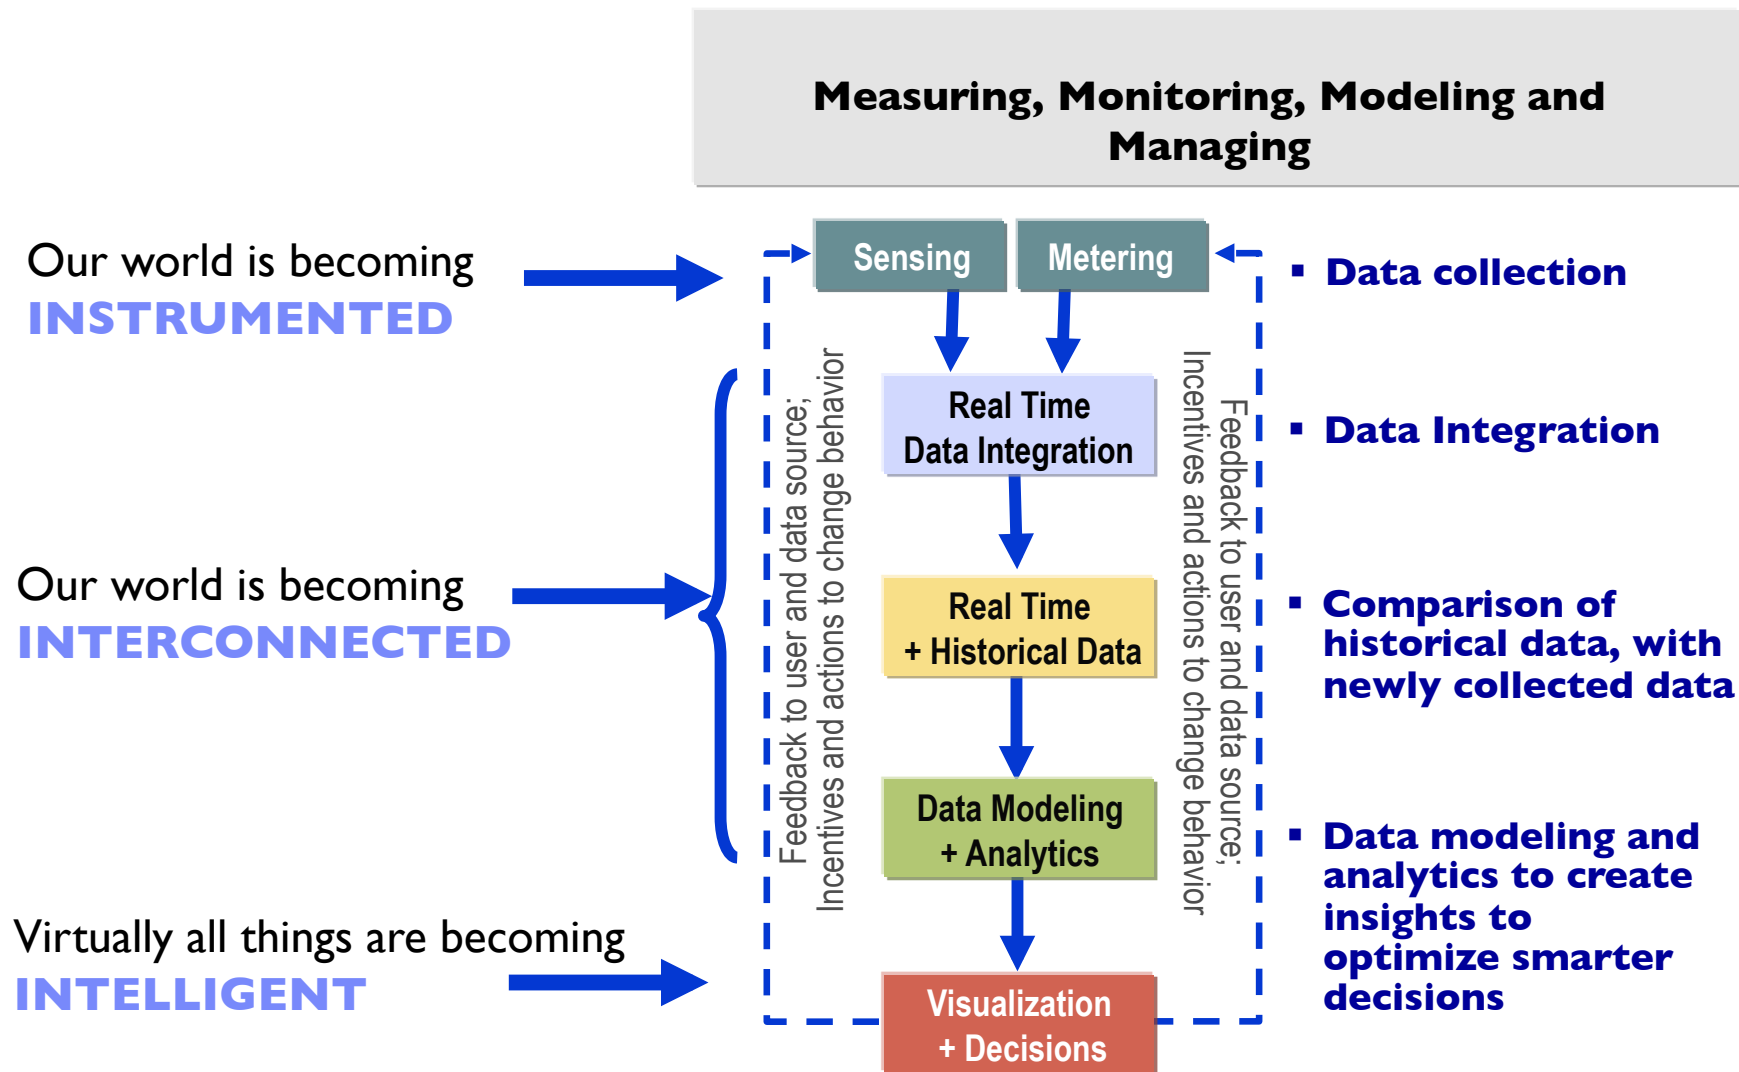 Measuring, Monitoring, Modeling and
Managing
Our world is becoming
INSTRUMENTED
Sensing
Metering
▪ Data collection
Feedback to user and data source;
Incentives and actions to change behavior
Real Time
Data Integration
Feedback to user and data source;
Incentives and actions to change behavior
▪ Data Integration
Our world is becoming
INTERCONNECTED
Real Time
+ Historical Data
▪ Comparison of
historical data, with
newly collected data
Data Modeling
+ Analytics
▪ Data modeling and
analytics to create
insights to
optimize smarter
decisions
Virtually all things are becoming
INTELLIGENT
Visualization
+ Decisions